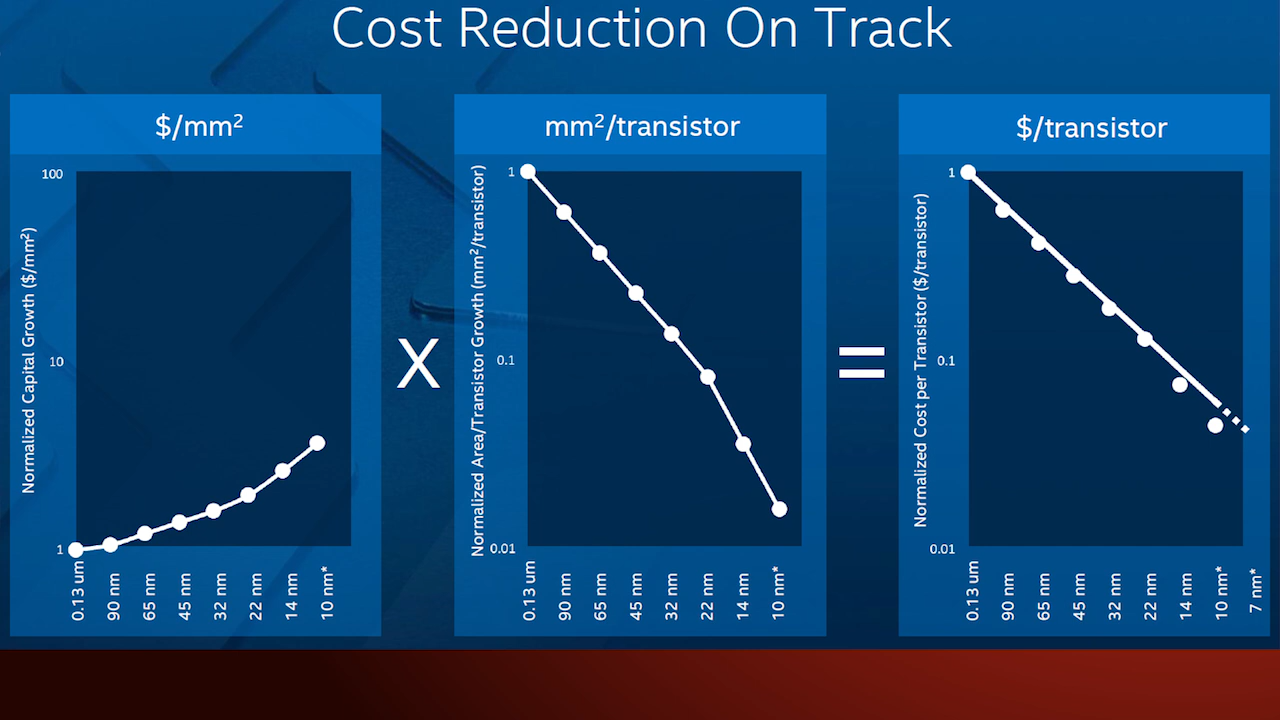 Cost Reduction On Track
$/mm²
Normalized Capital Growth ($/mm²)
100
10
1
0.13 um
90 nm
65 nm
45 nm
32 nm
22 nm
14 nm
10 nm*
X
mm²/transistor
Normalized Area/Transistor Growth (mm²/transistor)
1
0.1
0.01
0.13 um
90 nm
65 nm
45 nm
32 nm
22 nm
14 nm
10 nm*
=
$/transistor
Normalized Cost per Transistor ($/transistor)
1
0.1
0.01
0.13 um
90 nm
65 nm
45 nm
32 nm
22 nm
14 nm
10 nm*
7 nm*